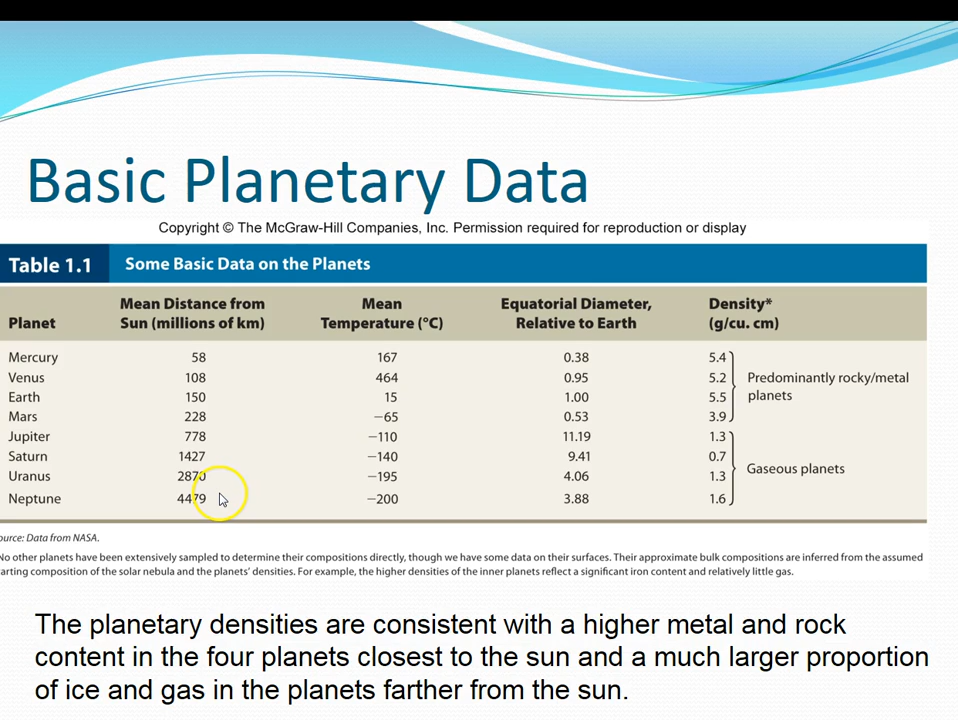 Basic Planetary Data
Copyright © The McGraw-Hill Companies, Inc. Permission required for reproduction or display
Table 1.1 Some Basic Data on the Planets
Planet Mean Distance from Sun (millions of km) Mean Temperature (°C) Equatorial Diameter, Relative to Earth Density* (g/cu. cm)
Mercury 58 167 0.38 5.4
Venus 108 464 0.95 5.2 Predominantly rocky/metal
Earth 150 15 1.00 5.5 planets
Mars 228 −65 0.53 3.9
Jupiter 778 −110 11.19 1.3
Saturn 1427 −140 9.41 0.7
Uranus 2870 −195 4.06 1.3 Gaseous planets
Neptune 4479 −200 3.88 1.6
ource: Data from NASA.
No other planets have been extensively sampled to determine their compositions directly, though we have some data on their surfaces. Their approximate bulk compositions are inferred from the assumed
arting composition of the solar nebula and the planets' densities. For example, the higher densities of the inner planets reflect a significant iron content and relatively little gas.
The planetary densities are consistent with a higher metal and rock
content in the four planets closest to the sun and a much larger proportion
of ice and gas in the planets farther from the sun.